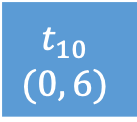 t₁₀
(0, 6)